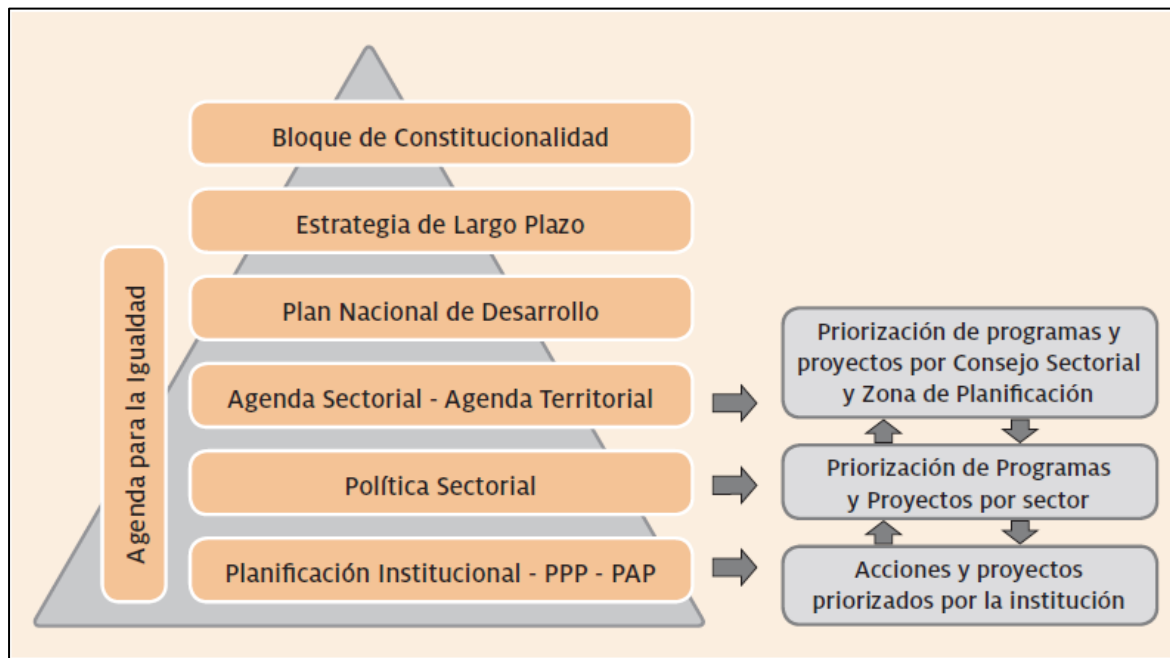 Bloque de Constitucionalidad
Estrategia de Largo Plazo
Plan Nacional de Desarrollo
Agenda Sectorial - Agenda Territorial
Política Sectorial
Planificación Institucional - PPP - PAP
Agenda para la Igualdad
Priorización de programas y
proyectos por Consejo Sectorial
y Zona de Planificación
Priorización de Programas
y Proyectos por sector
Acciones y proyectos
priorizados por la institución